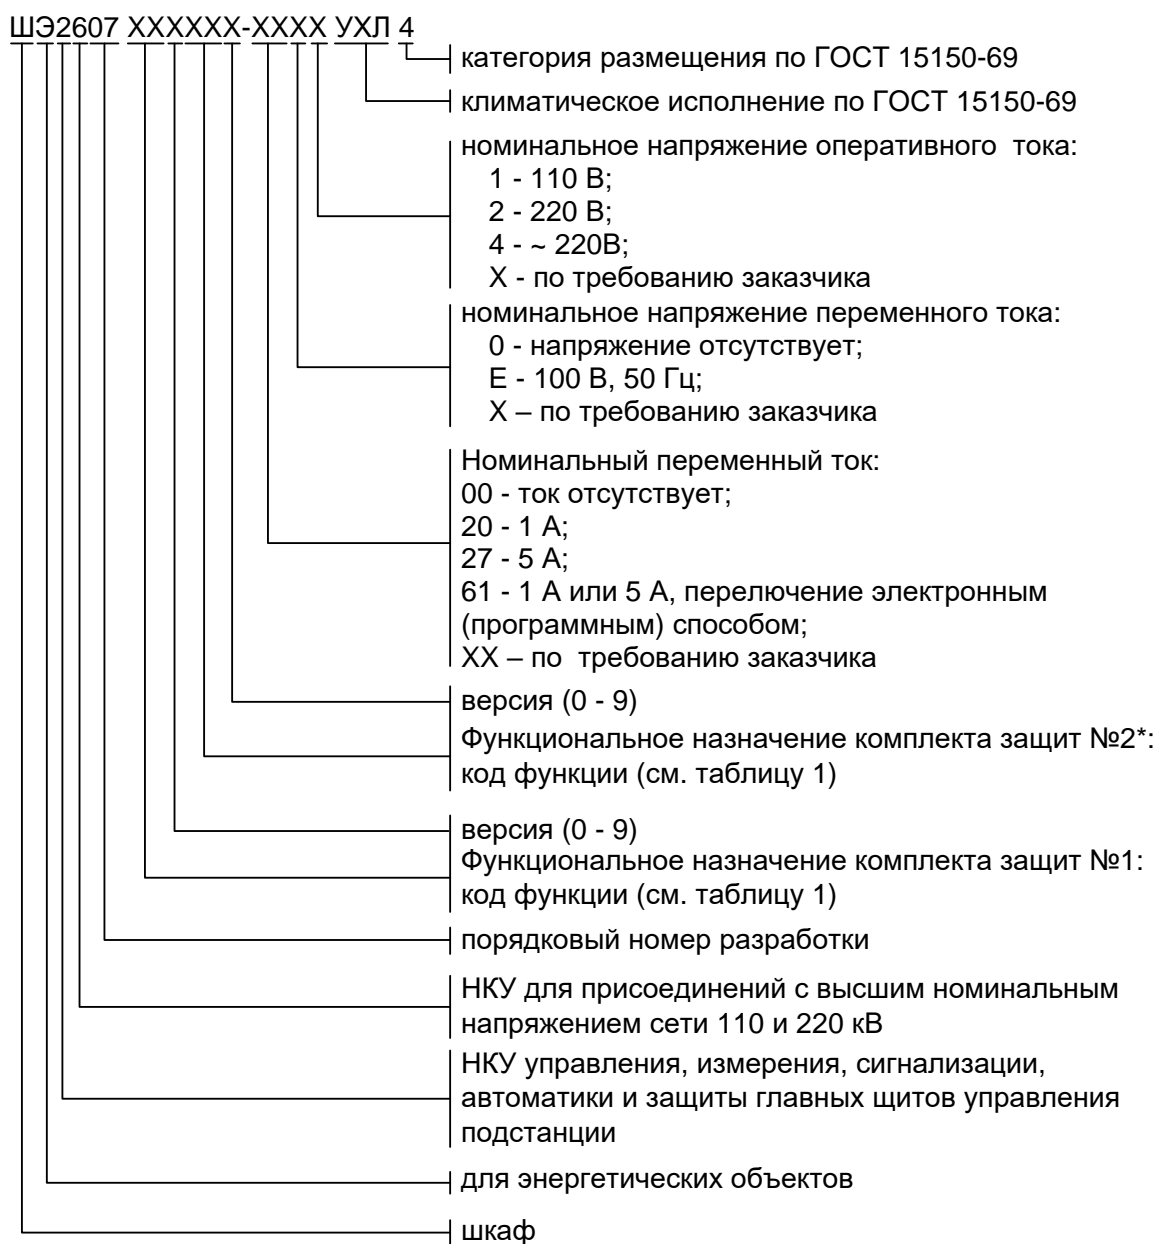 ШЭ2607 XXXXXX-XXXX УХЛ 4
категория размещения по ГОСТ 15150-69
климатическое исполнение по ГОСТ 15150-69
номинальное напряжение оперативного тока:
1 - 110 В;
2 - 220 В;
4 - ~ 220В;
Х - по требованию заказчика
номинальное напряжение переменного тока:
0 - напряжение отсутствует;
Е - 100 В, 50 Гц;
Х – по требованию заказчика
Номинальный переменный ток:
00 - ток отсутствует;
20 - 1 А;
27 - 5 А;
61 - 1 А или 5 А, перелючение электронным
(программным) способом;
ХХ – по требованию заказчика
версия (0 - 9)
Функциональное назначение комплекта защит №2*:
код функции (см. таблицу 1)
версия (0 - 9)
Функциональное назначение комплекта защит №1:
код функции (см. таблицу 1)
порядковый номер разработки
НКУ для присоединений с высшим номинальным
напряжением сети 110 и 220 кВ
НКУ управления, измерения, сигнализации,
автоматики и защиты главных щитов управления
подстанции
для энергетических объектов
шкаф